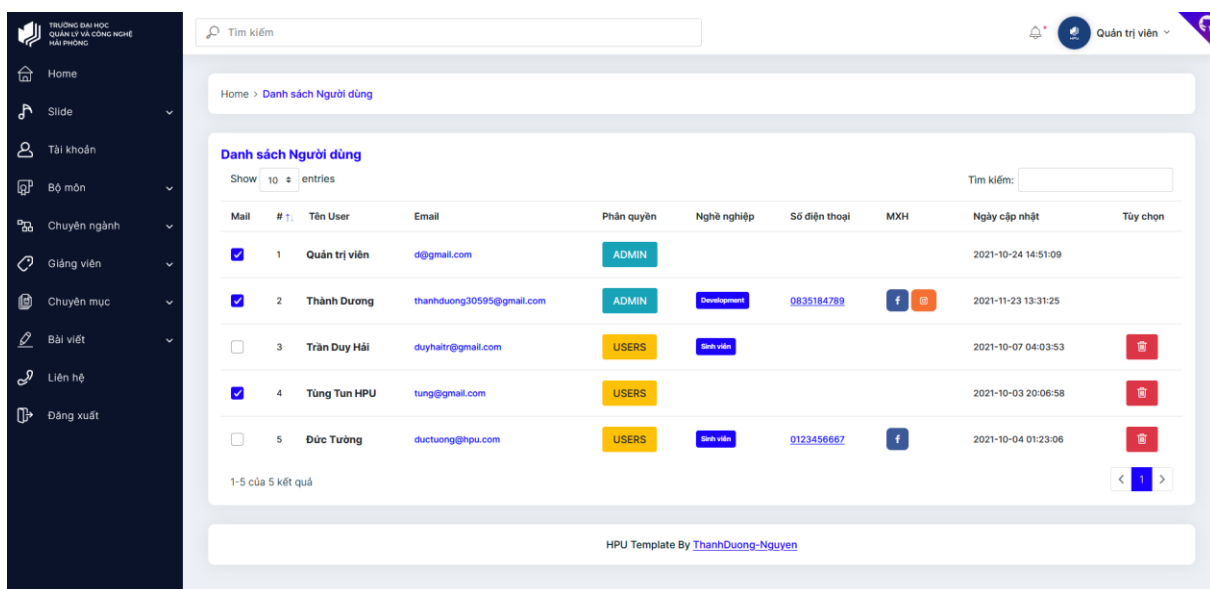 TRƯỜNG ĐẠI HỌC
QUẢN LÝ VÀ CÔNG NGHỆ
HẢI PHÒNG
Tìm kiếm
Quản trị viên
Home
Slide
Tài khoản
Bộ môn
Chuyên ngành
Giảng viên
Chuyên mục
Bài viết
Liên hệ
Đăng xuất
Home > Danh sách Người dùng
Danh sách Người dùng
Show 10 entries
Tìm kiếm:
Mail # Tên User Email Phân quyền Nghề nghiệp Số điện thoại MXH Ngày cập nhật Tùy chọn
1 Quản trị viên d@gmail.com ADMIN 2021-10-24 14:51:09
2 Thành Dương thanhduong30595@gmail.com ADMIN Development 0835184789 2021-11-23 13:31:25
3 Trần Duy Hải duyhaitr@gmail.com USERS Sinh viên 2021-10-07 04:03:53
4 Tùng Tun HPU tung@gmail.com USERS 2021-10-03 20:06:58
5 Đức Tường ductuong@hpu.com USERS Sinh viên 0123456667 2021-10-04 01:23:06
1-5 của 5 kết quả
< 1 >
HPU Template By ThanhDuong-Nguyen